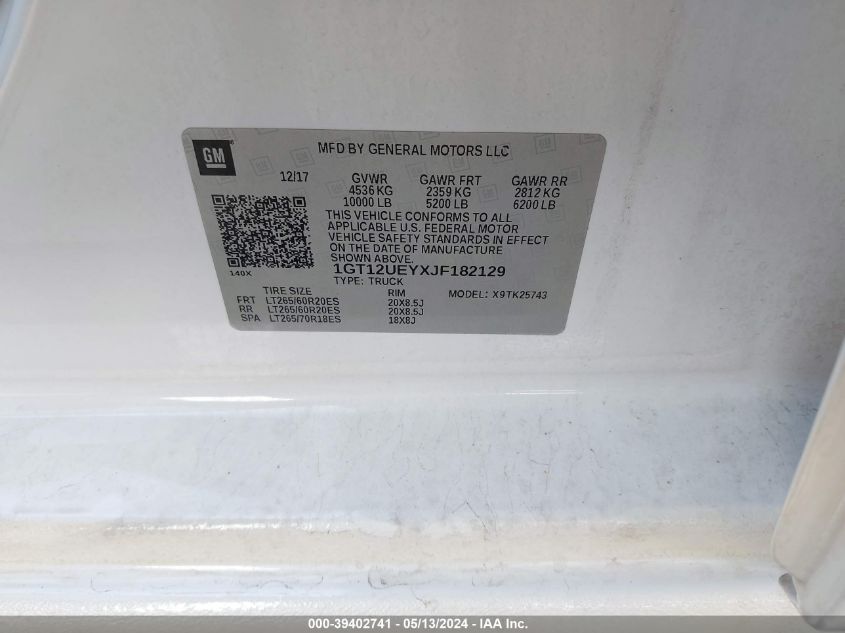 GM
MFD BY GENERAL MOTORS LLC
12/17 GVWR GAWR FRT GAWR RR
4536 KG 2359 KG 2812 KG
10000 LB 5200 LB 6200 LB
THIS VEHICLE CONFORMS TO ALL
APPLICABLE U.S. FEDERAL MOTOR
VEHICLE SAFETY STANDARDS IN EFFECT
ON THE DATE OF MANUFACTURE
SHOWN ABOVE.
140X 1GT12UEYXJF182129
TYPE: TRUCK
TIRE SIZE RIM MODEL: X9TK25743
FRT LT265/60R20ES 20X8.5J
RR LT265/60R20ES 20X8.5J
SPA LT265/70R18ES 18X8J
000-39402741 - 05/13/2024 - IAA Inc.